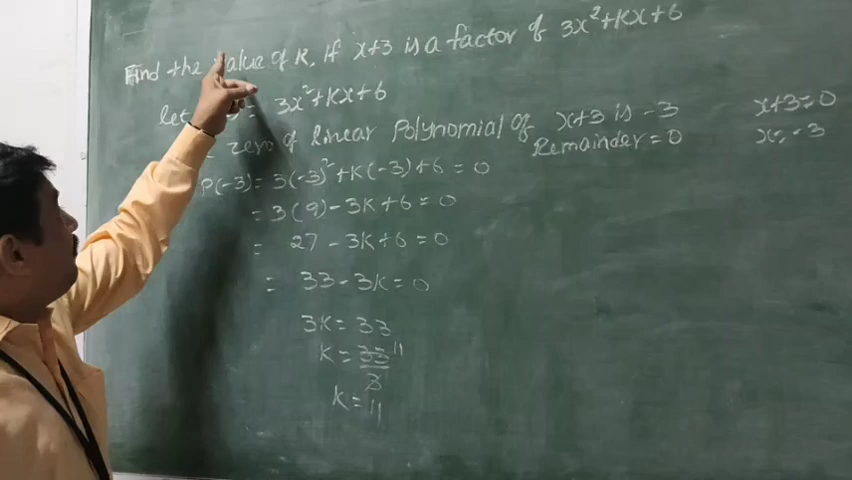 Find the value of K, if x+3 is a factor of 3x²+Kx+6
let = 3x²+Kx+6
zero of linear Polynomial of x+3 is -3
Remainder = 0
x+3=0
x=-3
P(-3) = 3(-3)²+K(-3)+6 = 0
= 3(9) - 3K+6 = 0
= 27 - 3K+6 = 0
= 33 - 3K = 0
3K = 33
K = 33/3 11
K = 11